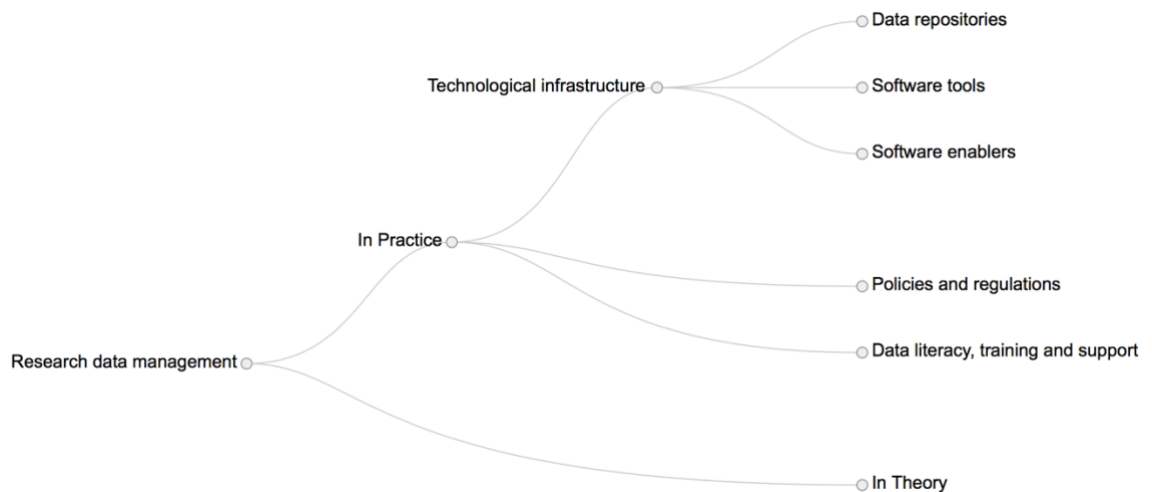 Data repositories
Technological infrastructure
Software tools
Software enablers
In Practice
Policies and regulations
Data literacy, training and support
Research data management
In Theory